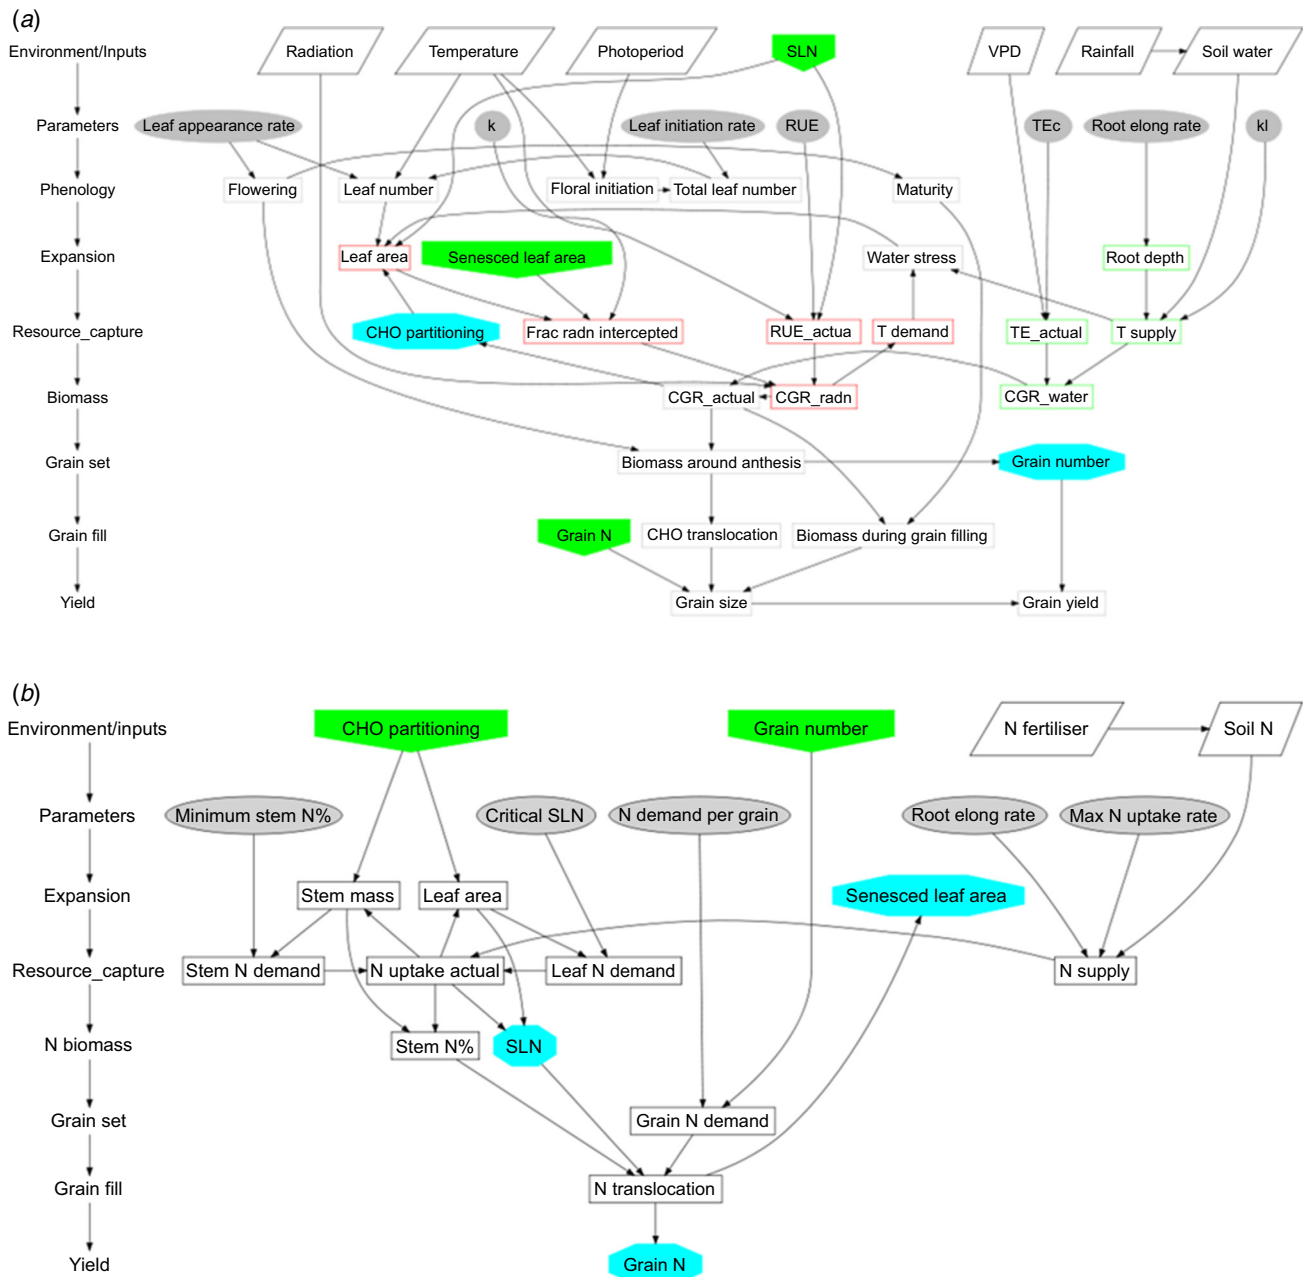 (a)
Environment/Inputs
Radiation
Temperature
Photoperiod
SLN
VPD
Rainfall
Soil water
Parameters
Leaf appearance rate
k
Leaf initiation rate
RUE
TEc
Root elong rate
kl
Phenology
Flowering
Leaf number
Floral initiation
Total leaf number
Maturity
Expansion
Leaf area
Senesced leaf area
Water stress
Root depth
Resource_capture
CHO partitioning
Frac radn intercepted
RUE_actua
T demand
TE_actual
T supply
Biomass
CGR_actual
CGR_radn
CGR_water
Grain set
Biomass around anthesis
Grain number
Grain fill
Grain N
CHO translocation
Biomass during grain filling
Yield
Grain size
Grain yield
(b)
Environment/inputs
CHO partitioning
Grain number
N fertiliser
Soil N
Parameters
Minimum stem N%
Critical SLN
N demand per grain
Root elong rate
Max N uptake rate
Expansion
Stem mass
Leaf area
Senesced leaf area
Resource_capture
Stem N demand
N uptake actual
Leaf N demand
N supply
N biomass
Stem N%
SLN
Grain set
Grain N demand
Grain fill
N translocation
Yield
Grain N